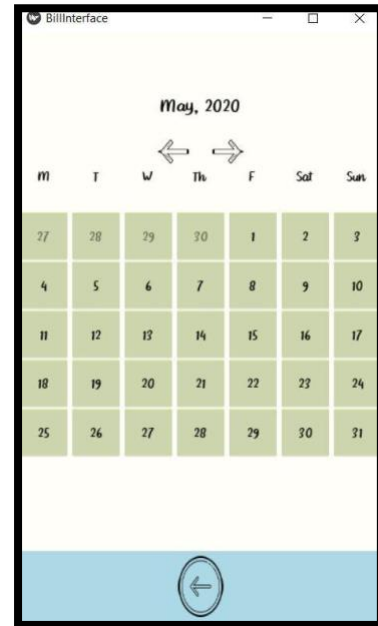 BillInterface
May, 2020
M T W Th F Sat Sun
27 28 29 30 1 2 3
4 5 6 7 8 9 10
11 12 13 14 15 16 17
18 19 20 21 22 23 24
25 26 27 28 29 30 31